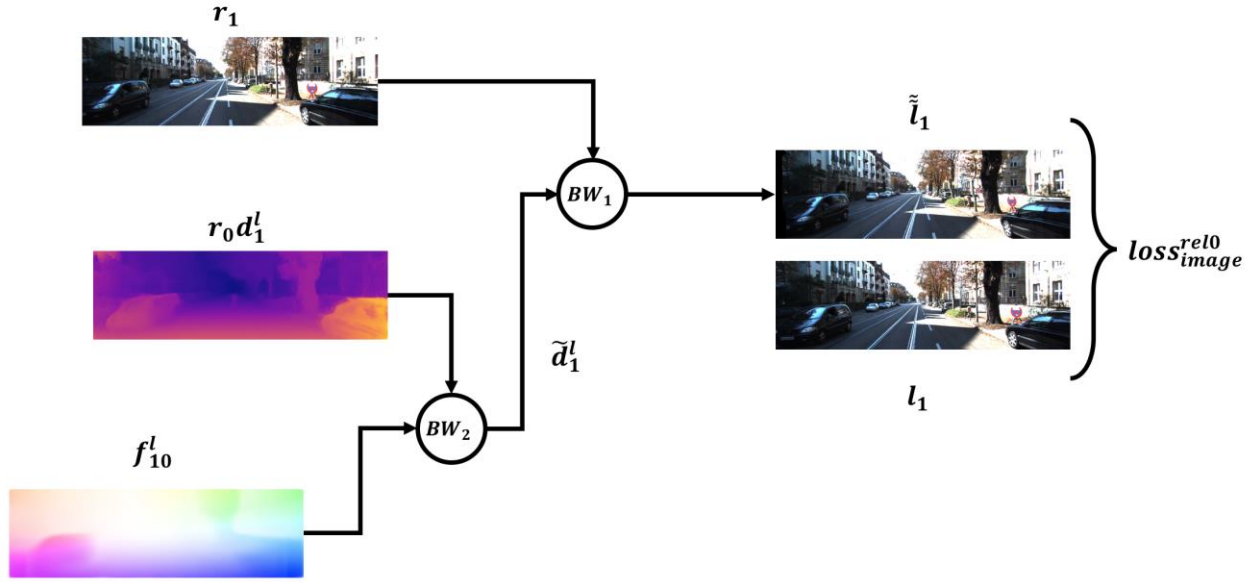 r₁
l̃̃₁
BW₁
r₀d₁ˡ
loss_image^rel0
d̃₁ˡ
l₁
BW₂
f₁₀ˡ